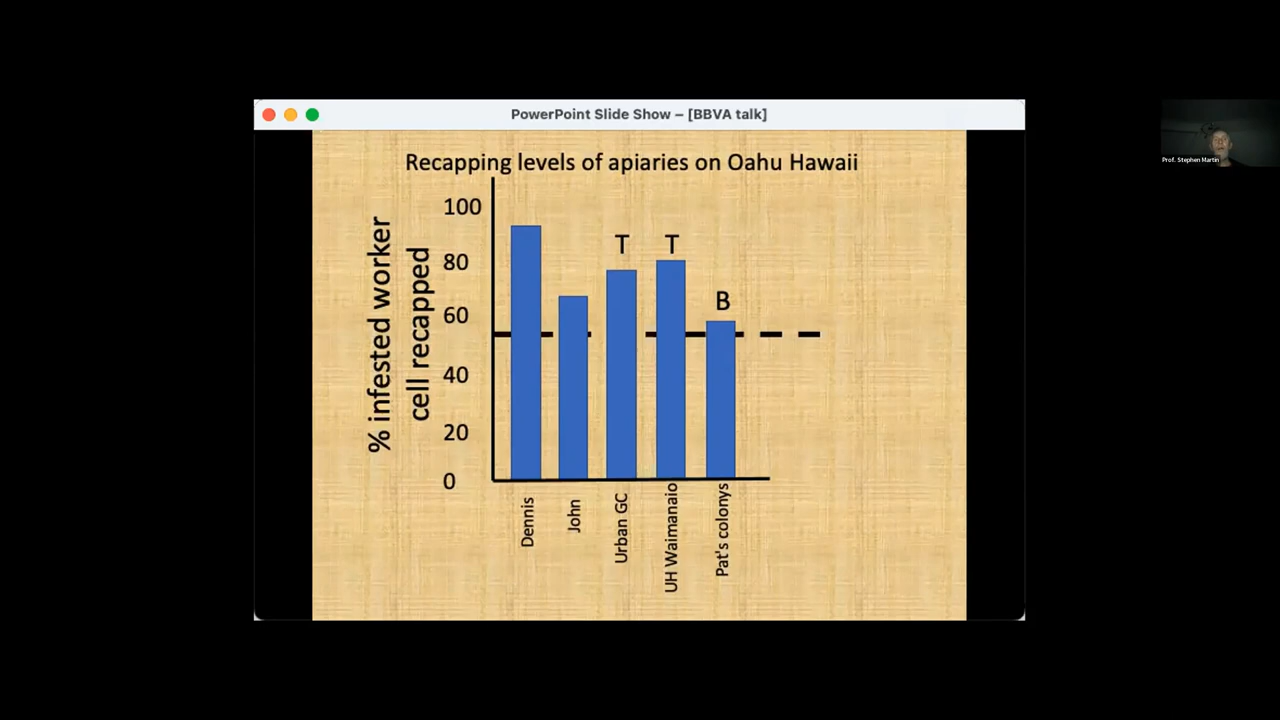 PowerPoint Slide Show – [BBVA talk]
Prof. Stephen Martin
Recapping levels of apiaries on Oahu Hawaii
% infested worker
cell recapped
100
80
60
40
20
0
T
T
B
Dennis
John
Urban GC
UH Waimanaio
Pat's colonys